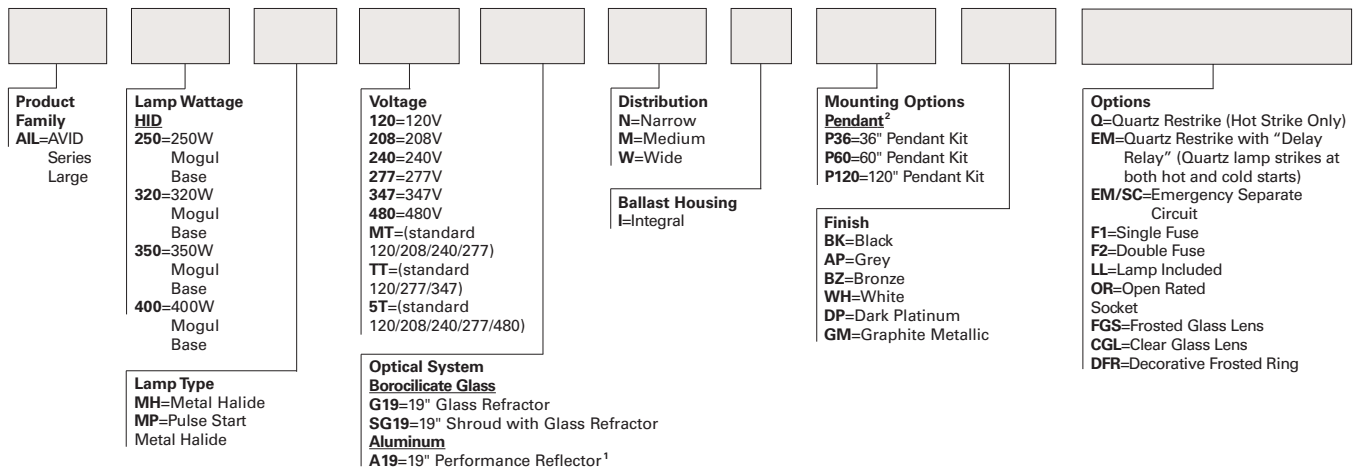 Product
Family
AIL=AVID
Series
Large
Lamp Wattage
HID
250=250W
Mogul
Base
320=320W
Mogul
Base
350=350W
Mogul
Base
400=400W
Mogul
Base
Lamp Type
MH=Metal Halide
MP=Pulse Start
Metal Halide
Voltage
120=120V
208=208V
240=240V
277=277V
347=347V
480=480V
MT=(standard
120/208/240/277)
TT=(standard
120/277/347)
5T=(standard
120/208/240/277/480)
Optical System
Borocilicate Glass
G19=19" Glass Refractor
SG19=19" Shroud with Glass Refractor
Aluminum
A19=19" Performance Reflector¹
Distribution
N=Narrow
M=Medium
W=Wide
Ballast Housing
I=Integral
Mounting Options
Pendant²
P36=36" Pendant Kit
P60=60" Pendant Kit
P120=120" Pendant Kit
Finish
BK=Black
AP=Grey
BZ=Bronze
WH=White
DP=Dark Platinum
GM=Graphite Metallic
Options
Q=Quartz Restrike (Hot Strike Only)
EM=Quartz Restrike with “Delay
Relay” (Quartz lamp strikes at
both hot and cold starts)
EM/SC=Emergency Separate
Circuit
F1=Single Fuse
F2=Double Fuse
LL=Lamp Included
OR=Open Rated
Socket
FGS=Frosted Glass Lens
CGL=Clear Glass Lens
DFR=Decorative Frosted Ring